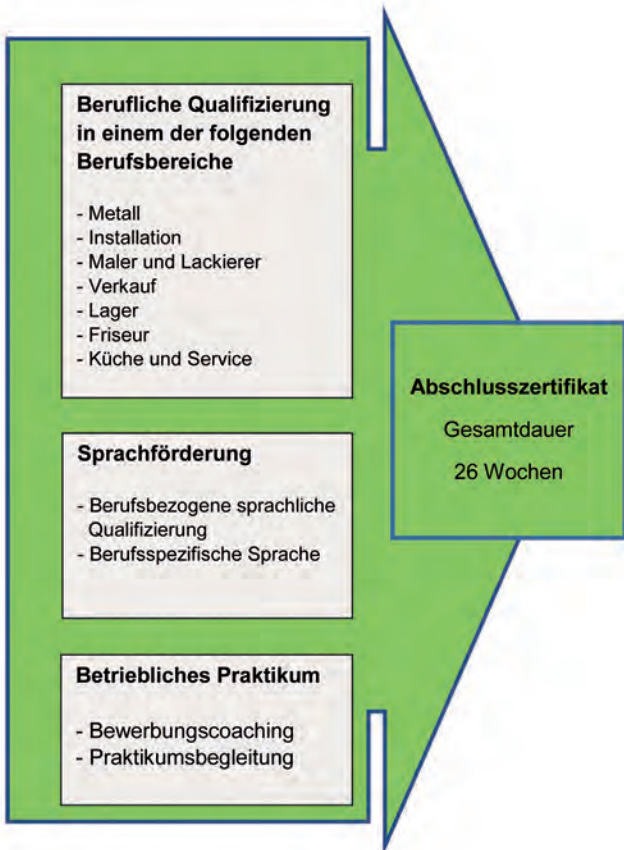 Berufliche Qualifizierung
in einem der folgenden
Berufsbereiche
- Metall
- Installation
- Maler und Lackierer
- Verkauf
- Lager
- Friseur
- Küche und Service
Sprachförderung
- Berufsbezogene sprachliche
Qualifizierung
- Berufsspezifische Sprache
Betriebliches Praktikum
- Bewerbungscoaching
- Praktikumsbegleitung
Abschlusszertifikat
Gesamtdauer
26 Wochen